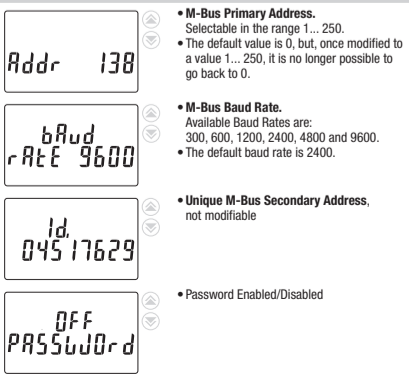 Addr 138
• M-Bus Primary Address.
Selectable in the range 1... 250.
• The default value is 0, but, once modified to
a value 1... 250, it is no longer possible to
go back to 0.
bAud
rAtE 9600
• M-Bus Baud Rate.
Available Baud Rates are:
300, 600, 1200, 2400, 4800 and 9600.
• The default baud rate is 2400.
Id.
04517629
• Unique M-Bus Secondary Address,
not modifiable
OFF
PASSWOrd
• Password Enabled/Disabled